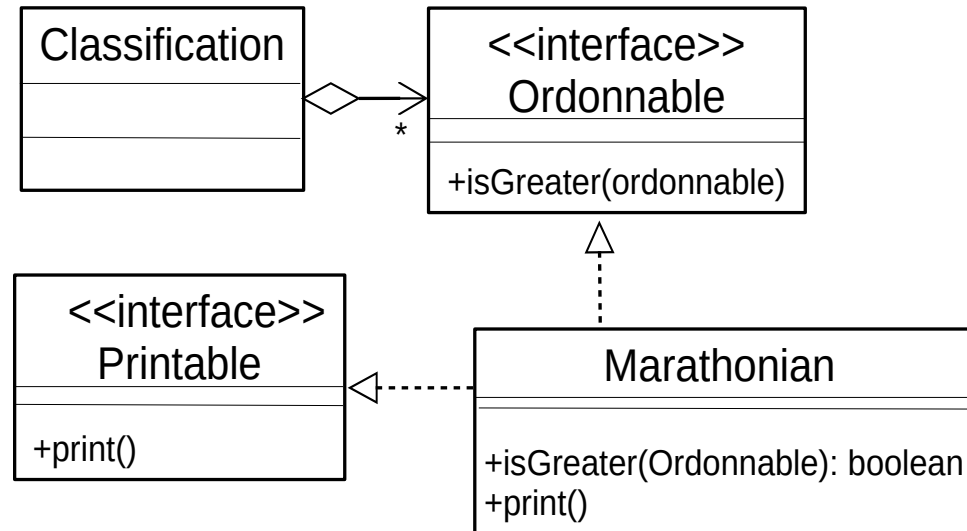 Classification
*
<<interface>>
Ordonnable
+isGreater(ordonnable)
<<interface>>
Printable
+print()
Marathonian
+isGreater(Ordonnable): boolean
+print()